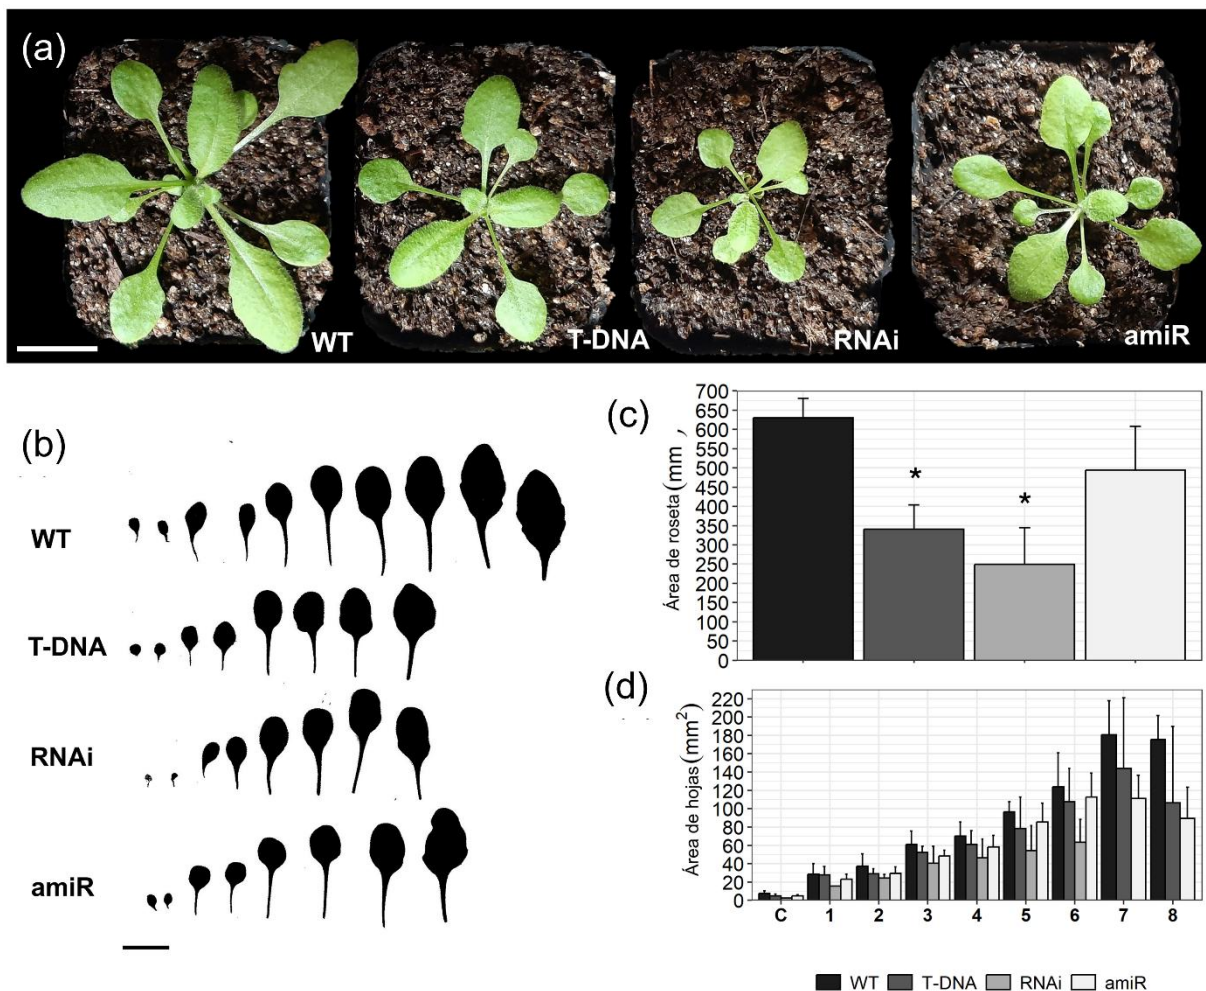 (a)
WT
T-DNA
RNAi
amiR
(b)
WT
T-DNA
RNAi
amiR
(c)
Área de roseta (mm,
700
650
600
550
500
450
400
350
300
250
200
150
100
50
0
*
*
(d)
Área de hojas (mm²)
220
200
180
160
140
120
100
80
60
40
20
0
C 1 2 3 4 5 6 7 8
WT T-DNA RNAi amiR